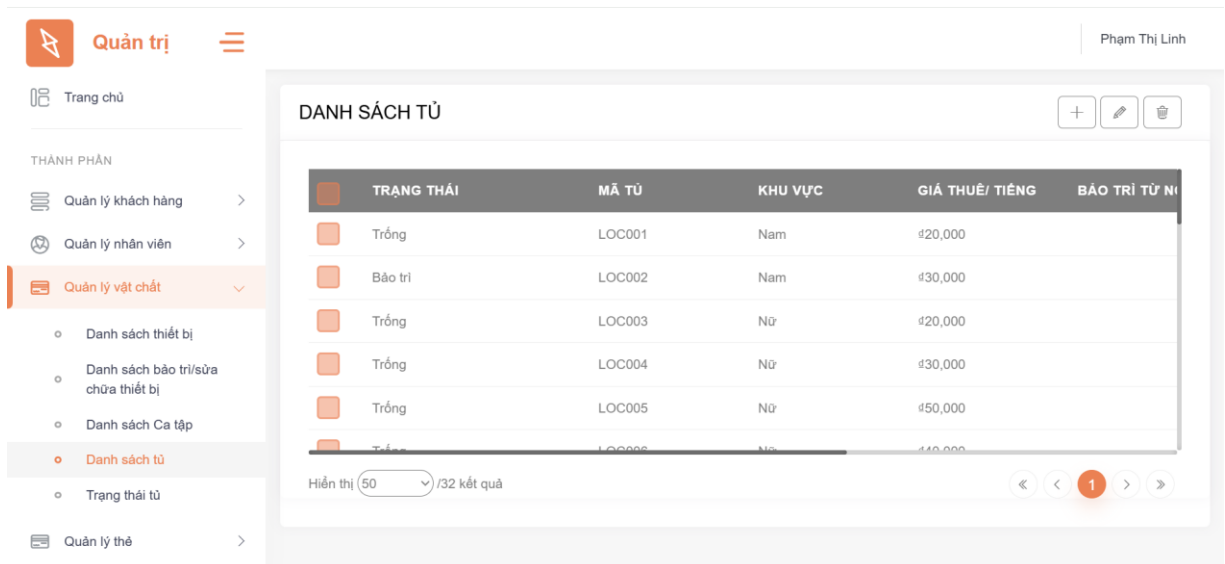 Quản trị
Phạm Thị Linh
Trang chủ
THÀNH PHẦN
Quản lý khách hàng
Quản lý nhân viên
Quản lý vật chất
Danh sách thiết bị
Danh sách bảo trì/sửa
chữa thiết bị
Danh sách Ca tập
Danh sách tủ
Trạng thái tủ
Quản lý thẻ
DANH SÁCH TỦ
TRẠNG THÁI MÃ TỦ KHU VỰC GIÁ THUÊ/ TIẾNG BẢO TRÌ TỪ
Trống LOC001 Nam ₫20,000
Bảo trì LOC002 Nam ₫30,000
Trống LOC003 Nữ ₫20,000
Trống LOC004 Nữ ₫30,000
Trống LOC005 Nữ ₫50,000
Hiển thị 50 /32 kết quả
1